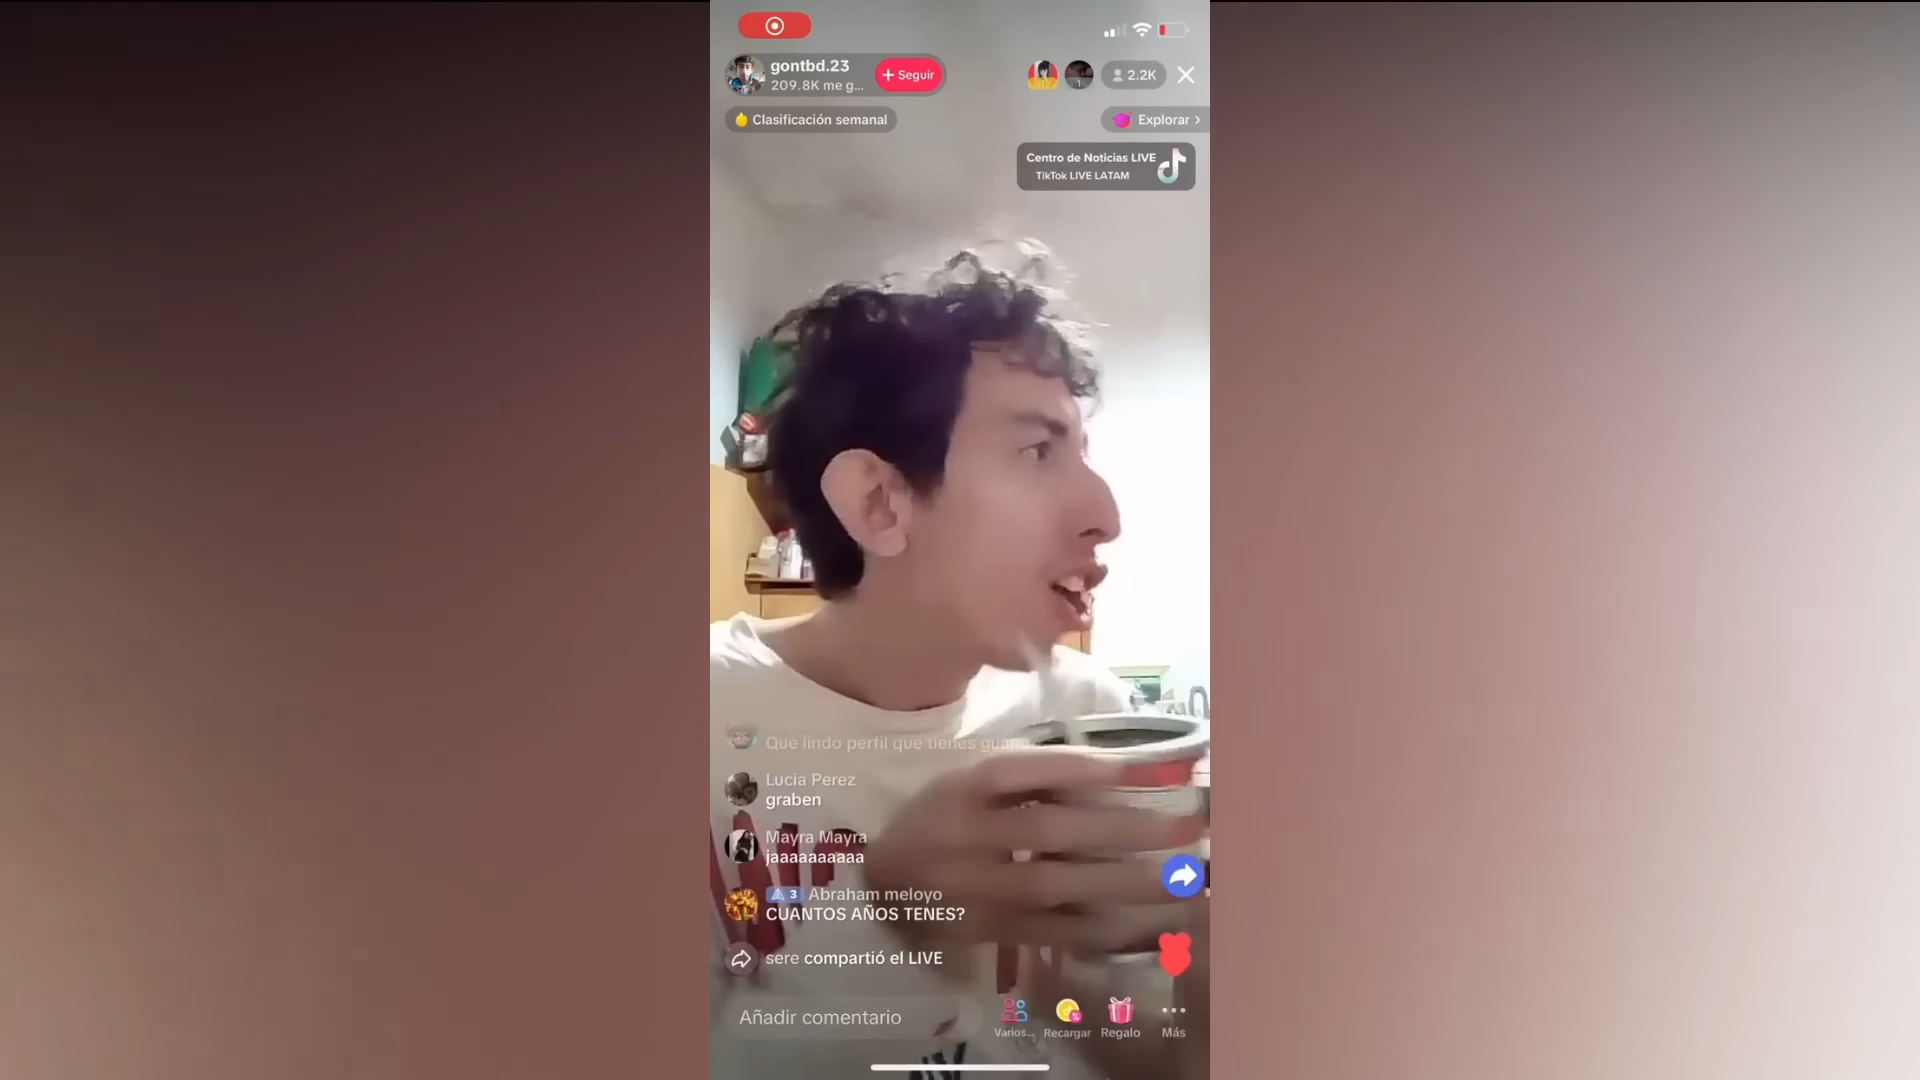 gontbd.23
209.8K me g...
+ Seguir
1
2.2K
Clasificación semanal
Explorar >
Centro de Noticias LIVE
TikTok LIVE LATAM
Que lindo perfil que tienes guapo
Lucia Perez
graben
Mayra Mayra
jaaaaaaaaaa
3 Abraham meloyo
CUANTOS AÑOS TENES?
sere compartió el LIVE
Añadir comentario
Varios...
Recargar
Regalo
Más